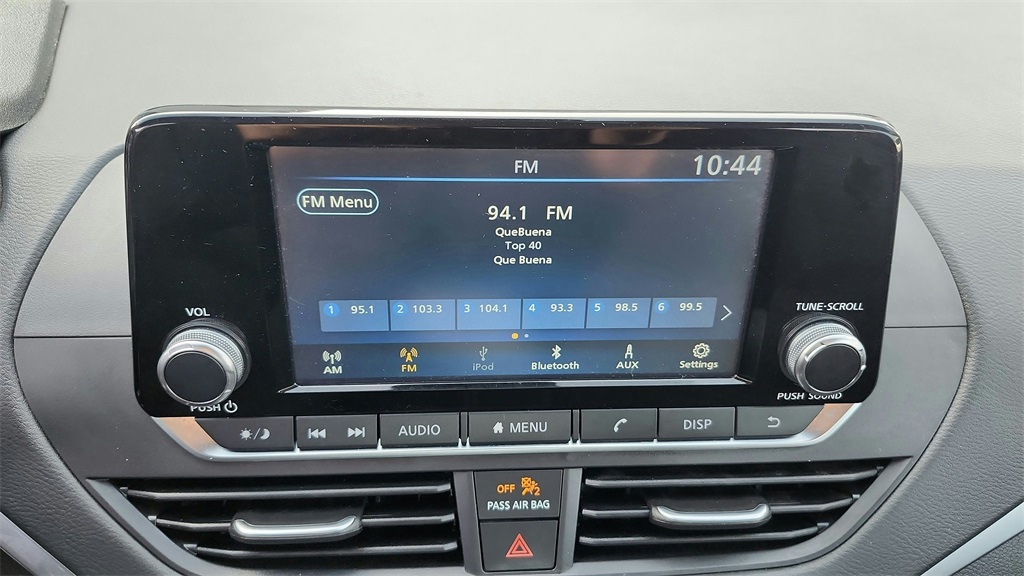 FM 10:44
FM Menu
94.1 FM
QueBuena
Top 40
Que Buena
1 95.1 2 103.3 3 104.1 4 93.3 5 98.5 6 99.5
AM FM iPod Bluetooth AUX Settings
VOL
PUSH
TUNE·SCROLL
PUSH SOUND
AUDIO MENU DISP
OFF 2
PASS AIR BAG